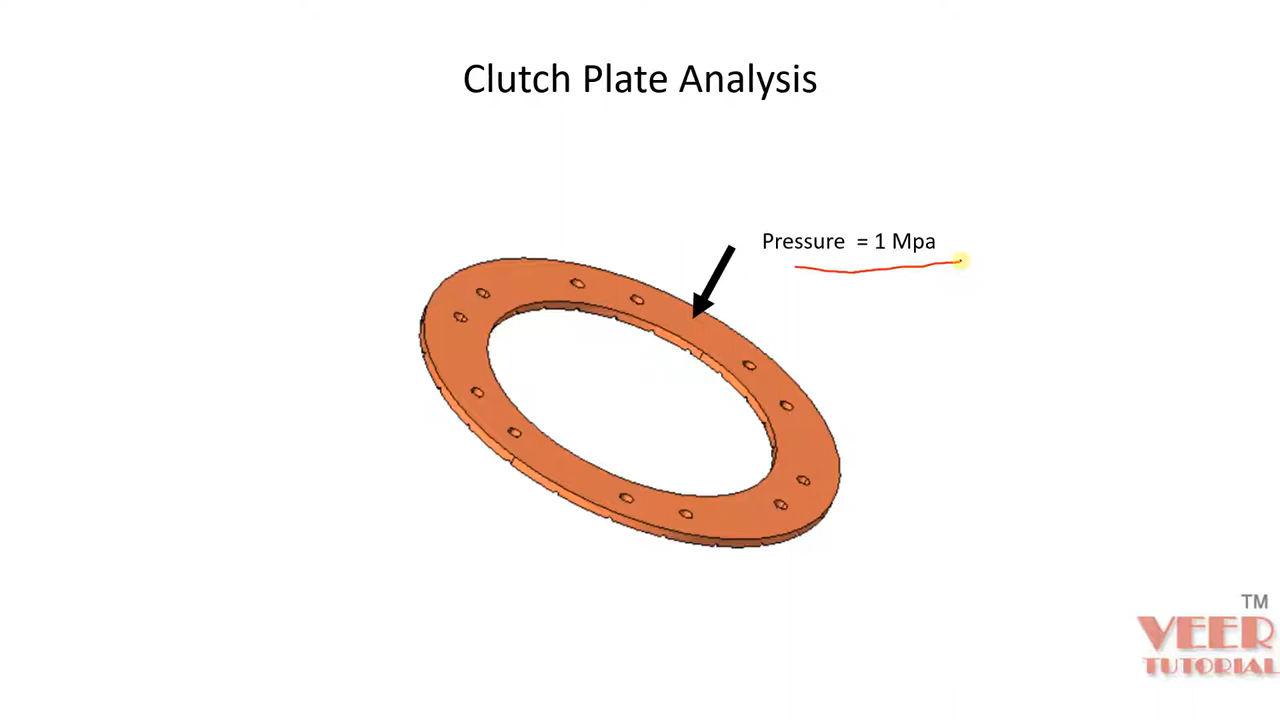 Clutch Plate Analysis
Pressure = 1 Mpa
TM
VEER
TUTORIAL